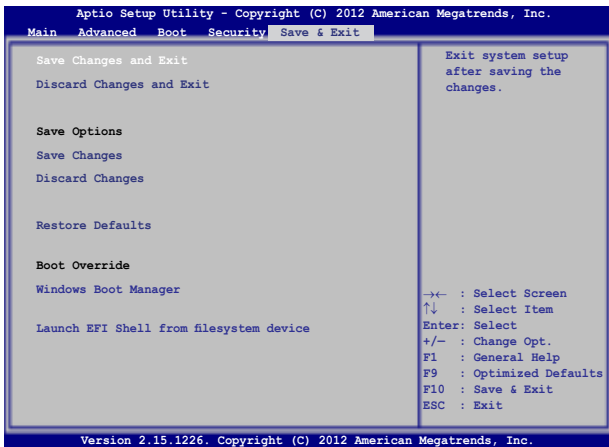 Aptio Setup Utility - Copyright (C) 2012 American Megatrends, Inc.
Main Advanced Boot Security Save & Exit
Save Changes and Exit
Discard Changes and Exit
Save Options
Save Changes
Discard Changes
Restore Defaults
Boot Override
Windows Boot Manager
Launch EFI Shell from filesystem device
Exit system setup
after saving the
changes.
→← : Select Screen
↑↓ : Select Item
Enter: Select
+/— : Change Opt.
F1 : General Help
F9 : Optimized Defaults
F10 : Save & Exit
ESC : Exit
Version 2.15.1226. Copyright (C) 2012 American Megatrends, Inc.